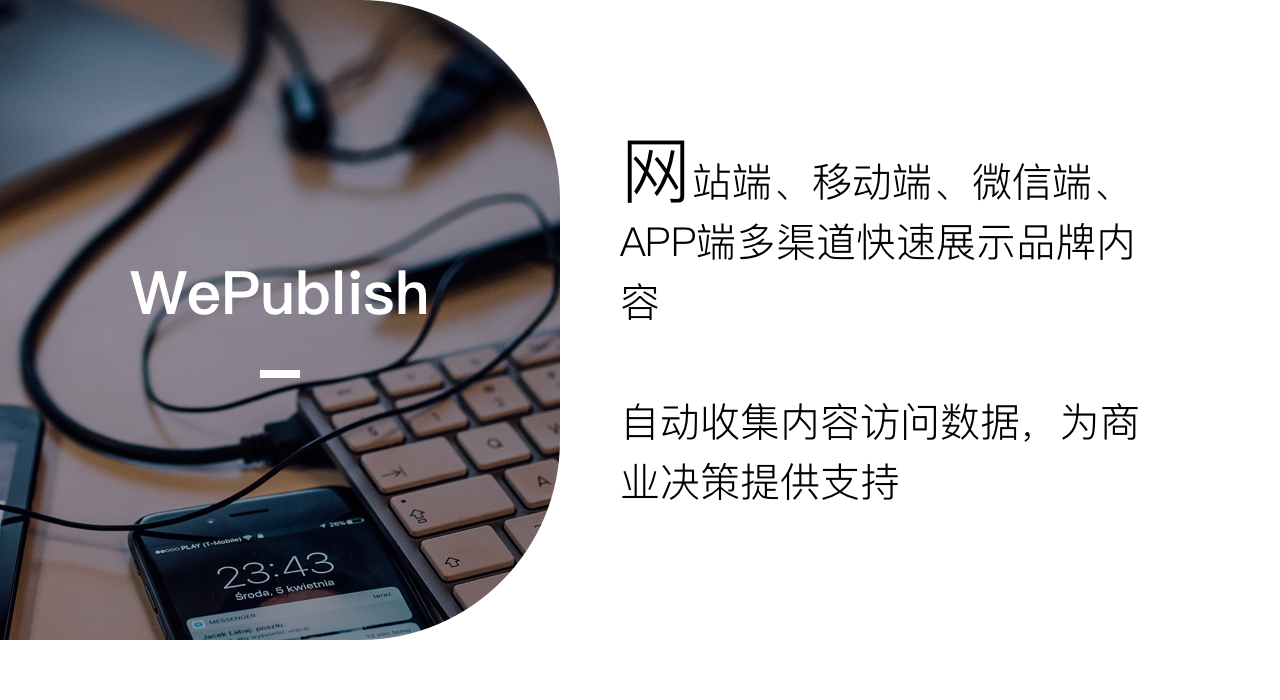 WePublish
网站端、移动端、微信端、
APP端多渠道快速展示品牌内
容
自动收集内容访问数据，为商
业决策提供支持
PLAY (T-Mobile)
26%
23:43
Środa, 5 kwietnia
MESSENGER
teraz
Jacek Łabaj: poszło.
13 min temu
Q
A